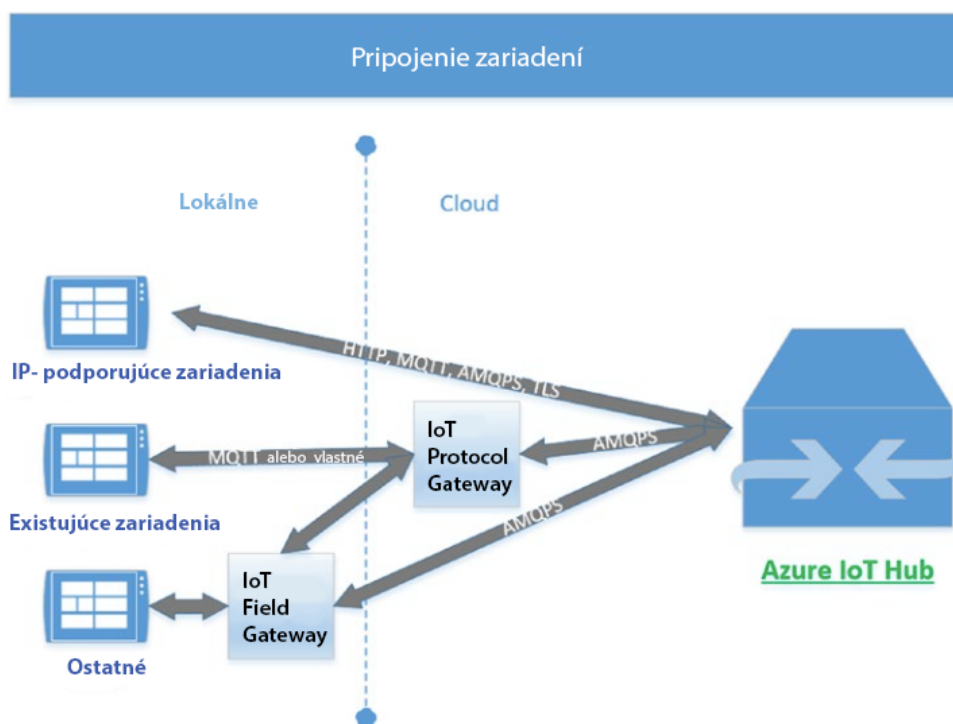 Pripojenie zariadení
Lokálne
Cloud
IP- podporujúce zariadenia
HTTP, MQTT, AMQPS, TLS
IoT
Protocol
Gateway
AMQPS
MQTT alebo vlastné
Existujúce zariadenia
AMQPS
Azure IoT Hub
IoT
Field
Gateway
Ostatné